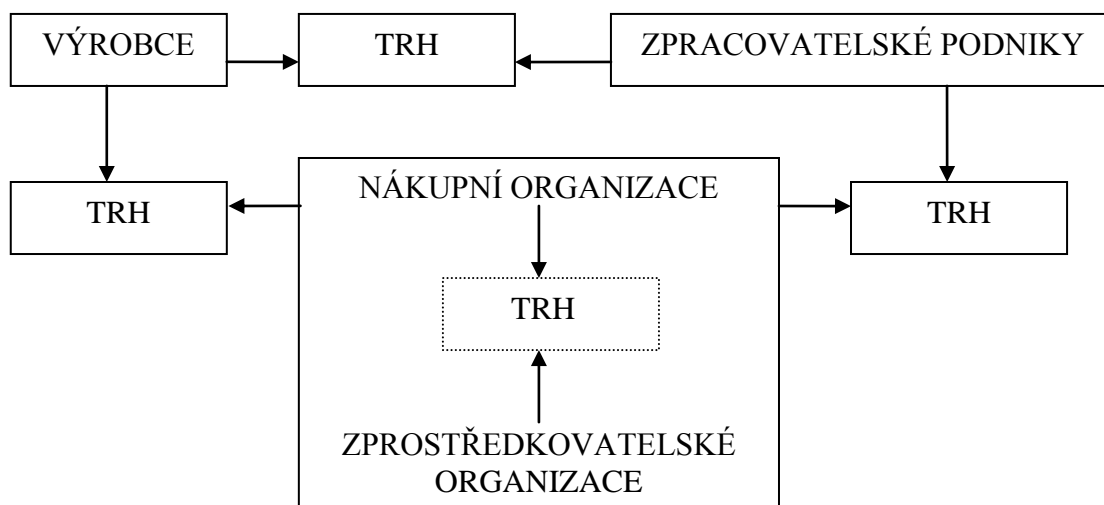 VÝROBCE
TRH
ZPRACOVATELSKÉ PODNIKY
TRH
NÁKUPNÍ ORGANIZACE
TRH
TRH
ZPROSTŘEDKOVATELSKÉ
ORGANIZACE